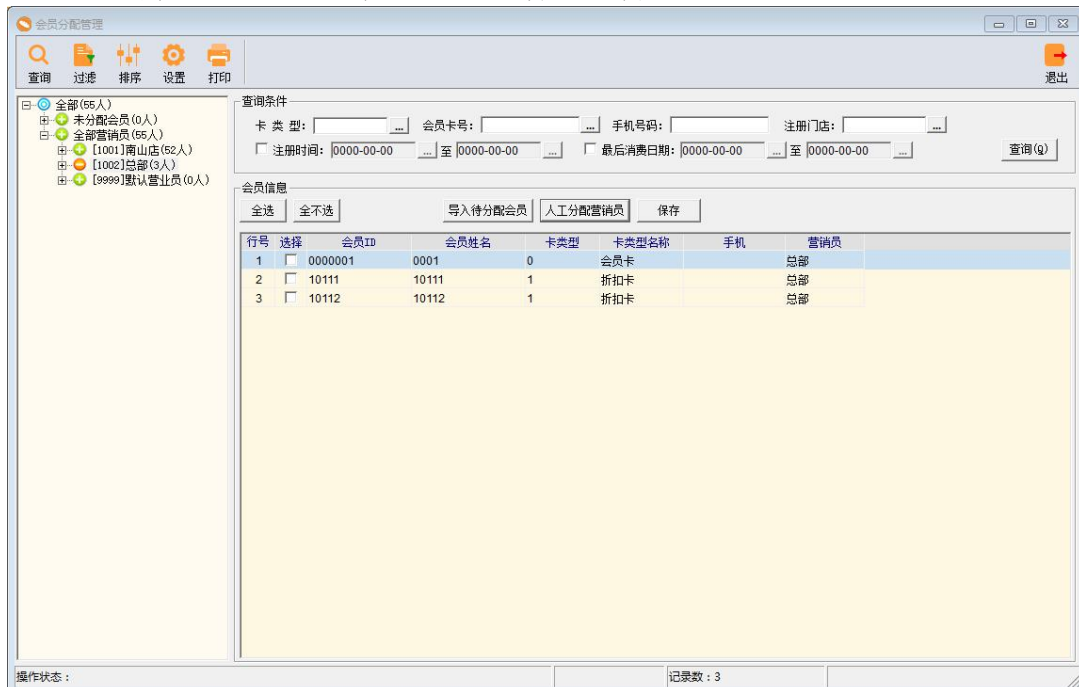 会员分配管理
查询 过滤 排序 设置 打印 退出
全部(55人)
未分配会员(0人)
全部营销员(55人)
[1001]南山店(52人)
[1002]总部(3人)
[9999]默认营业员(0人)
查询条件
卡 类 型: ... 会员卡号: ... 手机号码: 注册门店: ...
注册时间: 0000-00-00 ... 至 0000-00-00 ... 最后消费日期: 0000-00-00 ... 至 0000-00-00 ... 查询(Q)
会员信息
全选 全不选 导入待分配会员 人工分配营销员 保存
行号 选择 会员ID 会员姓名 卡类型 卡类型名称 手机 营销员
1 0000001 0001 0 会员卡 总部
2 10111 10111 1 折扣卡 总部
3 10112 10112 1 折扣卡 总部
操作状态: 记录数:3